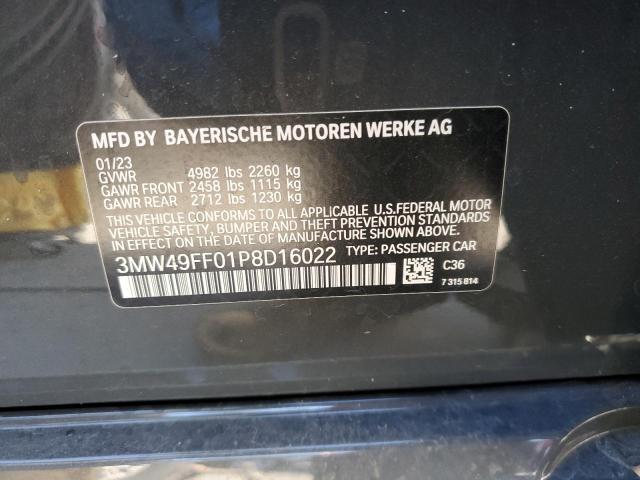 MFD BY BAYERISCHE MOTOREN WERKE AG
01/23
GVWR 4982 lbs 2260 kg
GAWR FRONT 2458 lbs 1115 kg
GAWR REAR 2712 lbs 1230 kg
THIS VEHICLE CONFORMS TO ALL APPLICABLE U.S.FEDERAL MOTOR
VEHICLE SAFETY, BUMPER, AND THEFT PREVENTION STANDARDS
IN EFFECT ON THE DATE OF MANUFACTURE SHOWN ABOVE.
3MW49FF01P8D16022 TYPE: PASSENGER CAR
C36
7 315 814